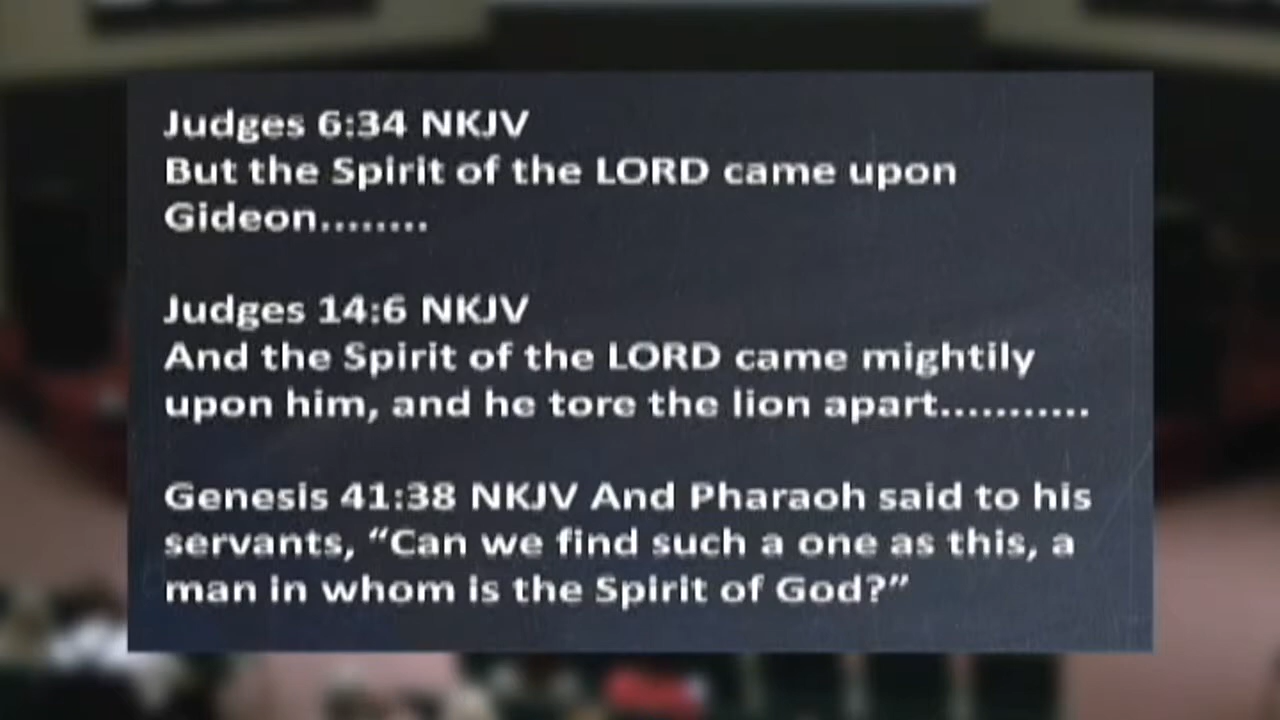 Judges 6:34 NKJV
But the Spirit of the LORD came upon
Gideon........
Judges 14:6 NKJV
And the Spirit of the LORD came mightily
upon him, and he tore the lion apart...........
Genesis 41:38 NKJV And Pharaoh said to his
servants, “Can we find such a one as this, a
man in whom is the Spirit of God?”